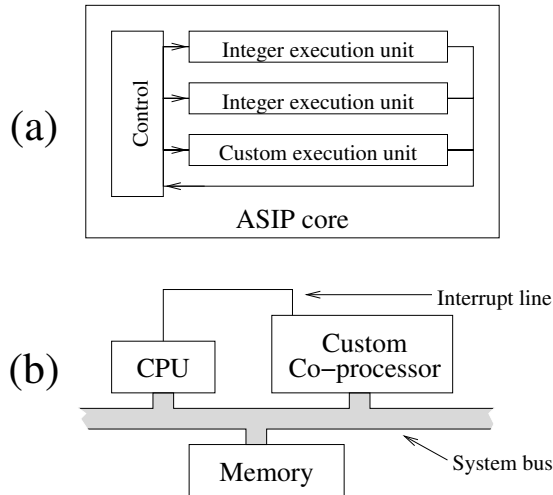 (a)
Control
Integer execution unit
Integer execution unit
Custom execution unit
ASIP core
(b)
Interrupt line
CPU
Custom
Co-processor
System bus
Memory